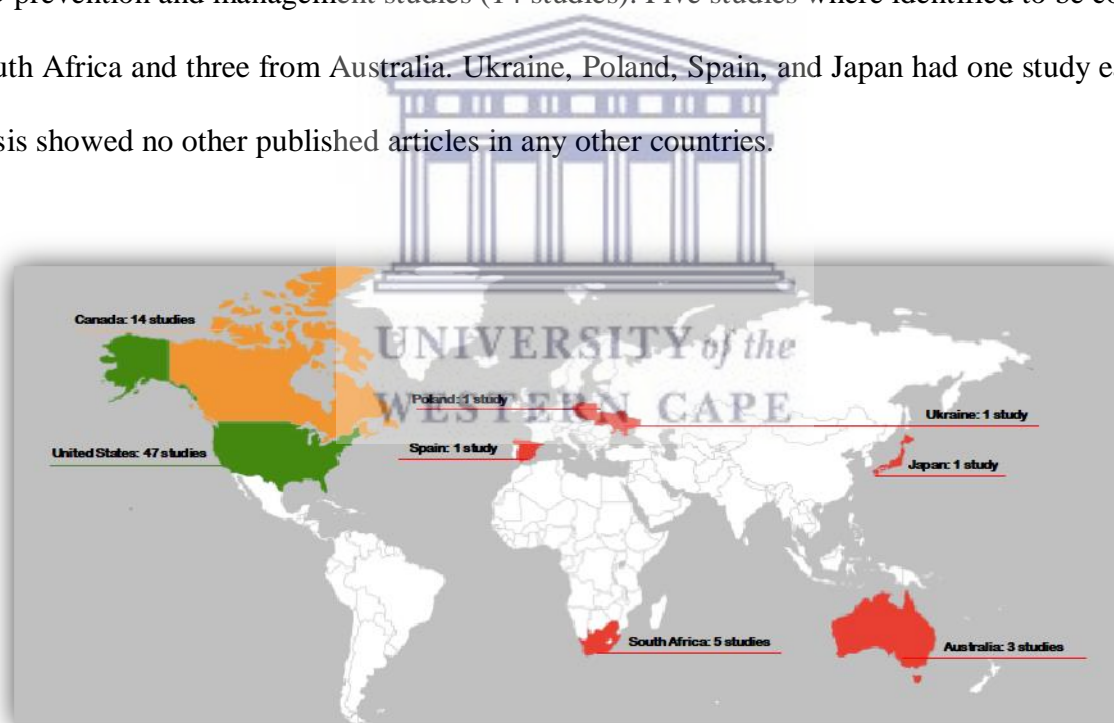 prevention and management studies (14 studies). Five studies where identified to be co
uth Africa and three from Australia. Ukraine, Poland, Spain, and Japan had one study e
sis showed no other published articles in any other countries.
Canada: 14 studies
UNIVERSITY of the
WESTERN CAPE
Poland: 1 study
Ukraine: 1 study
United States: 47 studies
Spain: 1 study
Japan: 1 study
South Africa: 5 studies
Australia: 3 studies